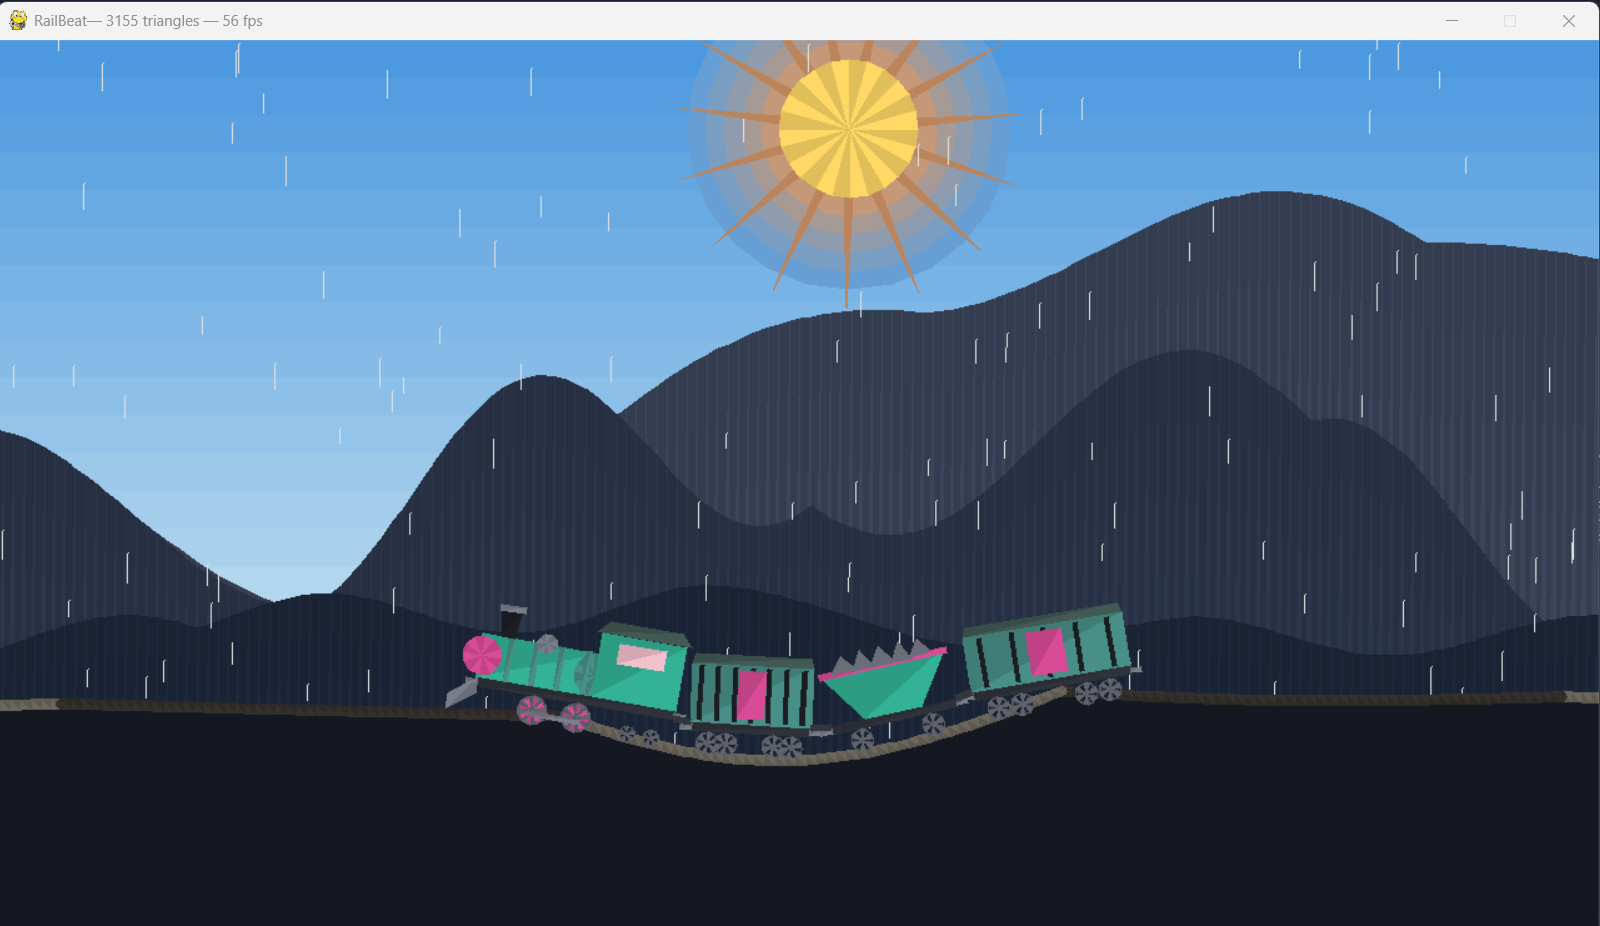 RailBeat— 3155 triangles — 56 fps